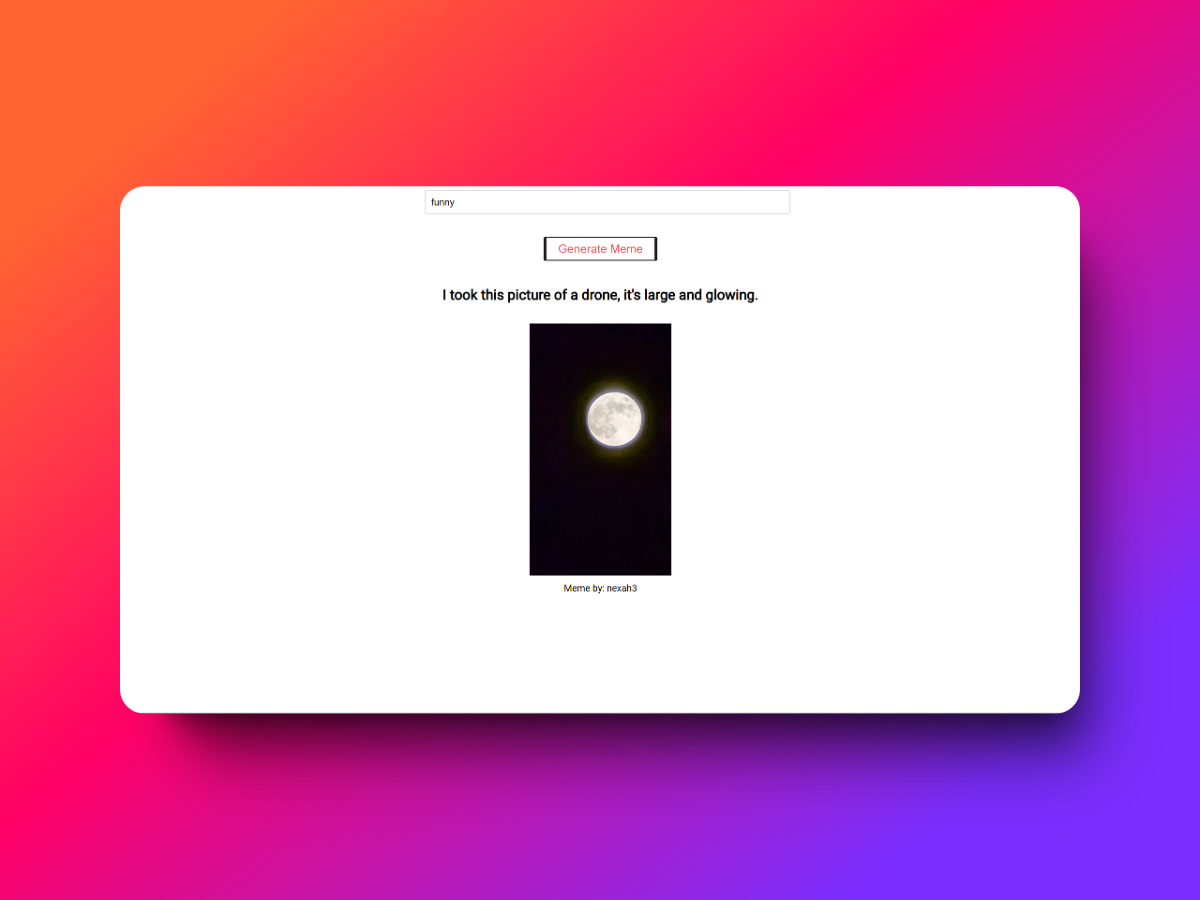 funny
Generate Meme
I took this picture of a drone, it's large and glowing.
Meme by: nexah3